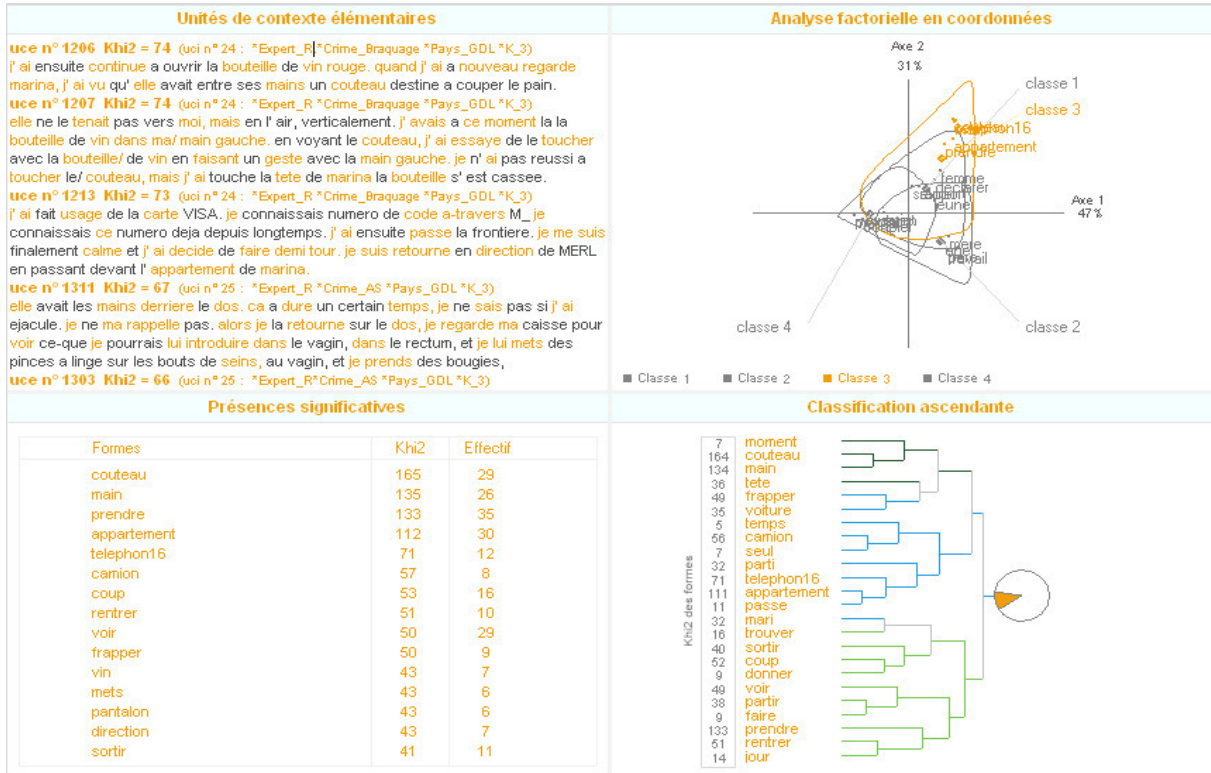 Unités de contexte élémentaires
uce n° 1206 Khi2 = 74 (uci n° 24 : *Expert_R *Crime_Braquage *Pays_GDL *K_3)
j' ai ensuite continue a ouvrir la bouteille de vin rouge. quand j' ai a nouveau regarde
marina, j' ai vu qu' elle avait entre ses mains un couteau destine a couper le pain.
uce n° 1207 Khi2 = 74 (uci n° 24 : *Expert_R *Crime_Braquage *Pays_GDL *K_3)
elle ne le tenait pas vers moi, mais en l' air, verticalement. j' avais a ce moment la la
bouteille de vin dans ma/ main gauche. en voyant le couteau, j' ai essaye de le toucher
avec la bouteille/ de vin en faisant un geste avec la main gauche. je n' ai pas reussi a
toucher le/ couteau, mais j' ai touche la tete de marina la bouteille s' est cassee.
uce n° 1213 Khi2 = 73 (uci n° 24 : *Expert_R *Crime_Braquage *Pays_GDL *K_3)
j' ai fait usage de la carte VISA. je connaissais numero de code a-travers M_ je
connaissais ce numero deja depuis longtemps. j' ai ensuite passe la frontiere. je me suis
finalement calme et j' ai decide de faire demi tour. je suis retourne en direction de MERL
en passant devant l' appartement de marina.
uce n° 1311 Khi2 = 67 (uci n° 25 : *Expert_R *Crime_AS *Pays_GDL *K_3)
elle avait les mains derriere le dos. ca a dure un certain temps, je ne sais pas si j' ai
ejacule. je ne ma rappelle pas. alors je la retourne sur le dos, je regarde ma caisse pour
voir ce-que je pourrais lui introduire dans le vagin, dans le rectum, et je lui mets des
pinces a linge sur les bouts de seins, au vagin, et je prends des bougies,
uce n° 1303 Khi2 = 66 (uci n° 25 : *Expert_R*Crime_AS *Pays_GDL *K_3)
Analyse factorielle en coordonnées
Axe 2
31 %
classe 1
classe 3
appartement
prendre
femme
declarer
jeune
Axe 1
47 %
mere
pere
travail
classe 4
classe 2
Classe 1
Classe 2
Classe 3
Classe 4
Présences significatives
Formes Khi2 Effectif
couteau 165 29
main 135 26
prendre 133 35
appartement 112 30
telephon16 71 12
camion 57 8
coup 53 16
rentrer 51 10
voir 50 29
frapper 50 9
vin 43 7
mets 43 6
pantalon 43 6
direction 43 7
sortir 41 11
Classification ascendante
Khi2 des formes
7 moment
164 couteau
134 main
36 tete
49 frapper
35 voiture
5 temps
56 camion
7 seul
32 parti
71 telephon16
111 appartement
11 passe
32 mari
16 trouver
40 sortir
52 coup
9 donner
49 voir
38 partir
9 faire
133 prendre
51 rentrer
14 jour